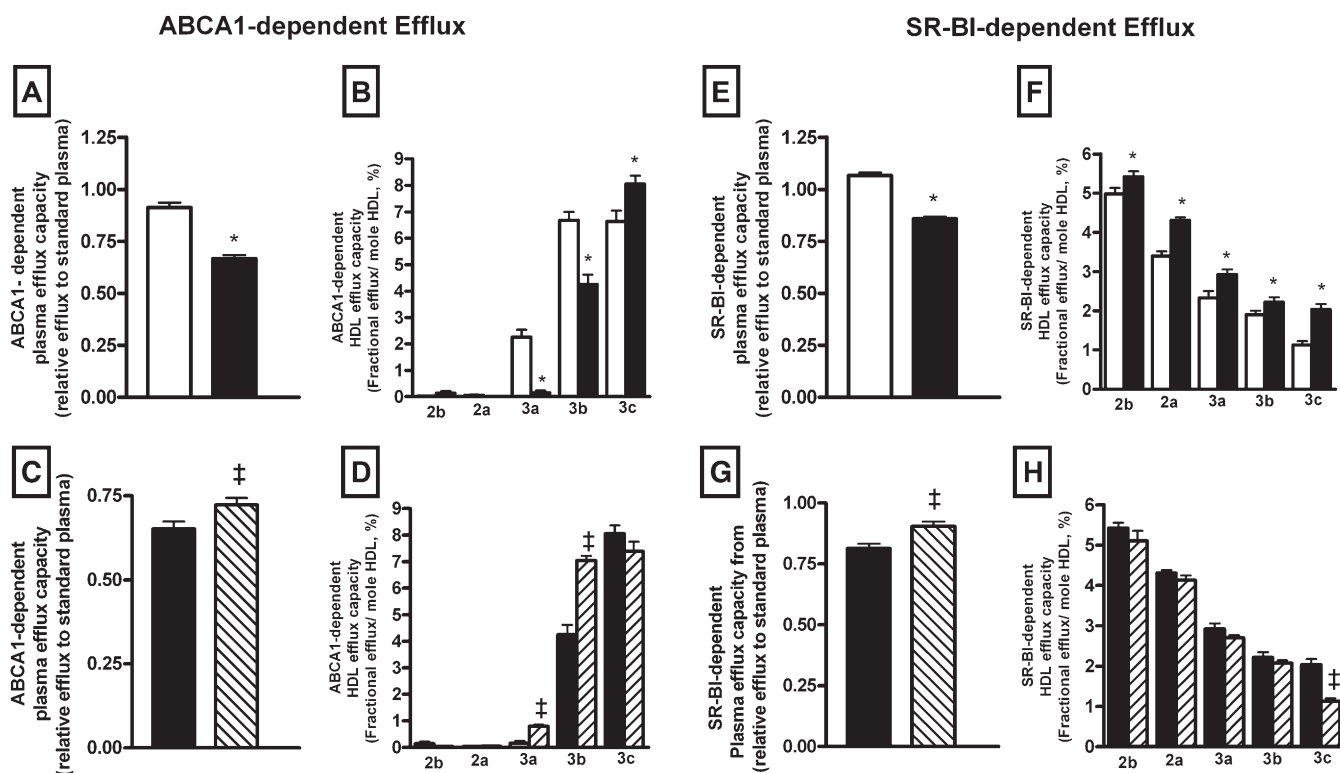 ABCA1-dependent Efflux
SR-BI-dependent Efflux
A
ABCA1- dependent
plasma efflux capacity
(relative efflux to standard plasma)
1.25
1.00
0.75
0.50
0.25
0.00
*
B
ABCA1-dependent
HDL efflux capacity
(Fractional efflux/ mole HDL, %)
9
8
7
6
5
4
3
2
1
0
*
*
*
2b 2a 3a 3b 3c
E
SR-BI-dependent
plasma efflux capacity
(relative efflux to standard plasma)
1.25
1.00
0.75
0.50
0.25
0.00
*
F
SR-BI-dependent
HDL efflux capacity
(Fractional efflux/ mole HDL, %)
6
5
4
3
2
1
0
*
*
*
*
*
2b 2a 3a 3b 3c
C
ABCA1-dependent
plasma efflux capacity
(relative efflux to standard plasma)
0.75
0.50
0.25
0.00
‡
D
ABCA1-dependent
HDL efflux capacity
(Fractional efflux/ mole HDL, %)
9
8
7
6
5
4
3
2
1
0
‡
‡
2b 2a 3a 3b 3c
G
SR-BI-dependent
Plasma efflux capacity from
(relative efflux to standard plasma)
1.00
0.75
0.50
0.25
0.00
‡
H
SR-BI-dependent
HDL efflux capacity
(Fractional efflux/ mole HDL, %)
6
5
4
3
2
1
0
‡
2b 2a 3a 3b 3c